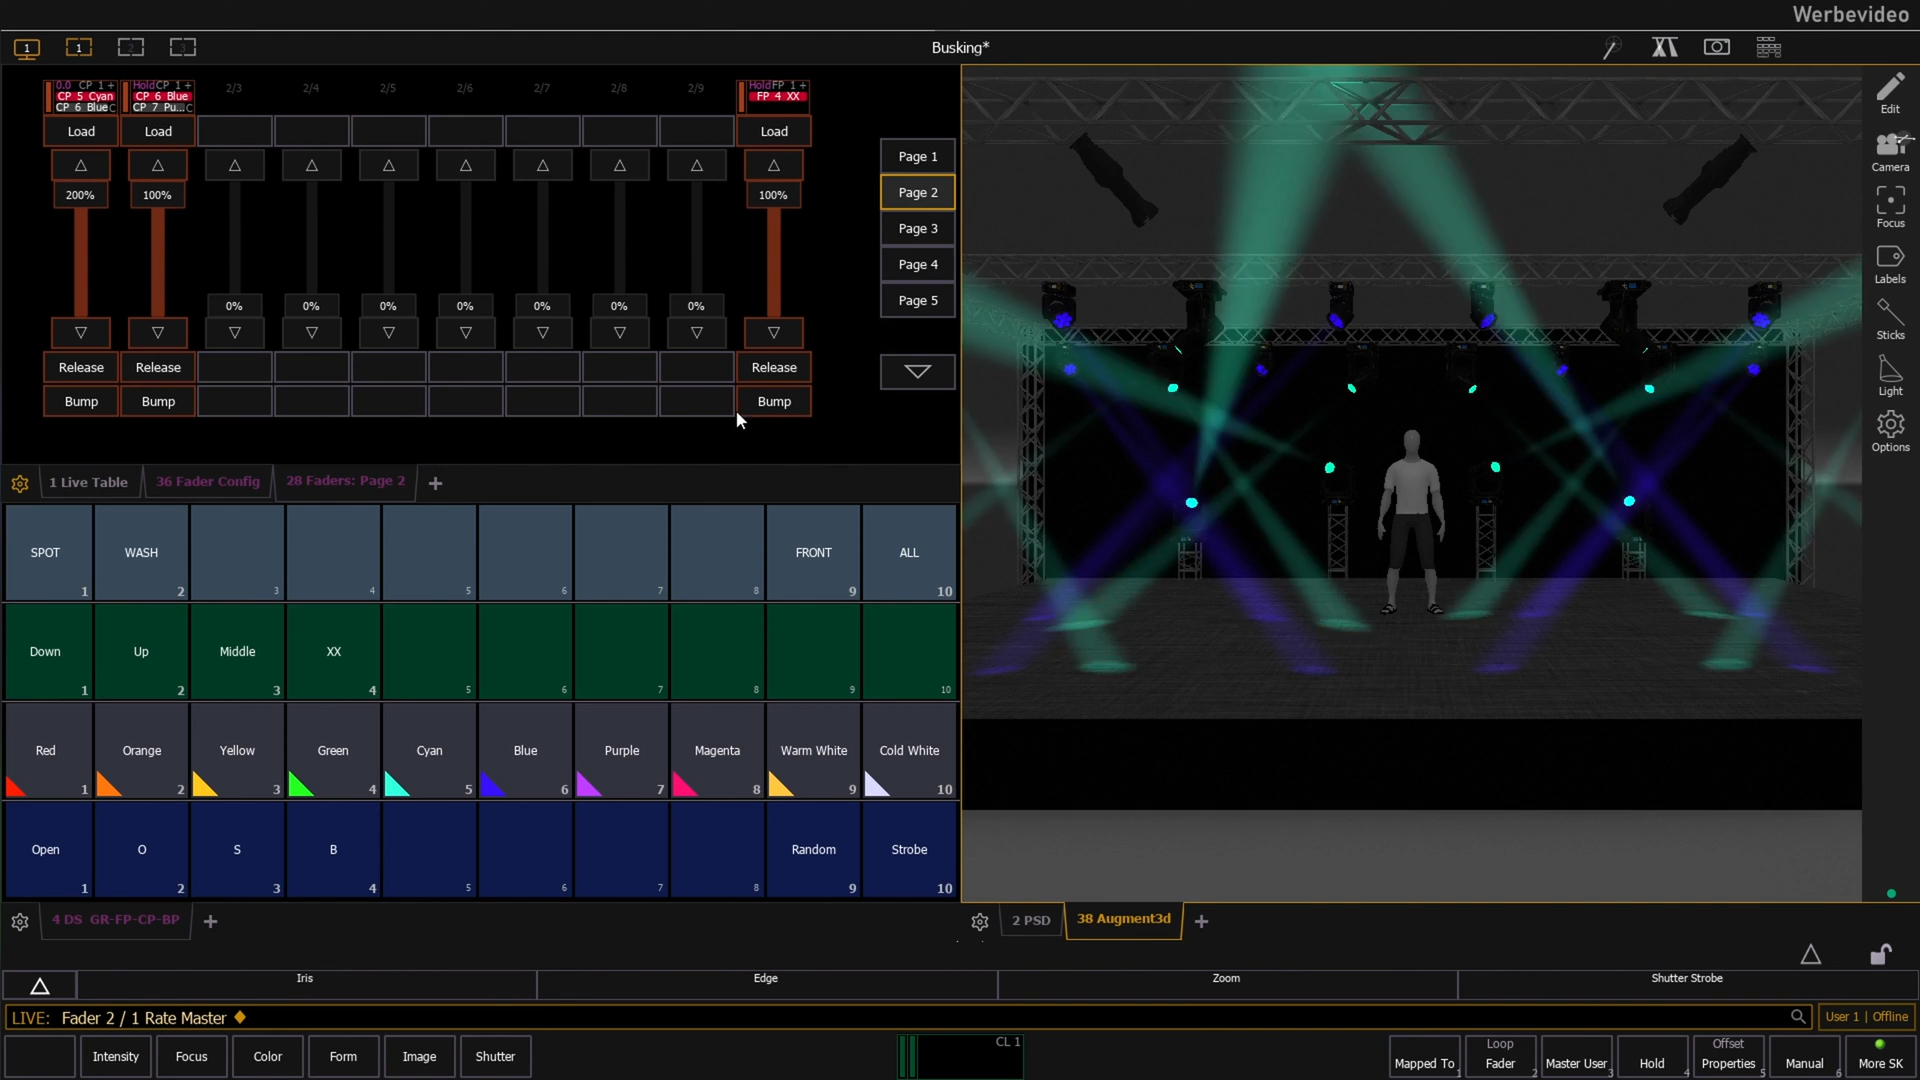 Werbevideo
1 1 2 3
Busking*
0.0 CP 1 +
CP 5 Cyan
CP 6 Blue C
Hold CP 1 +
CP 6 Blue
CP 7 Pu...C
2/3 2/4 2/5 2/6 2/7 2/8 2/9
Hold FP 1 +
FP 4 XX
Load Load Load
200% 100% 100%
0% 0% 0% 0% 0% 0% 0%
Release Release Release
Bump Bump Bump
Page 1
Page 2
Page 3
Page 4
Page 5
Edit
Camera
Focus
Labels
Sticks
Light
Options
1 Live Table 36 Fader Config 28 Faders: Page 2 +
SPOT WASH FRONT ALL
1 2 3 4 5 6 7 8 9 10
Down Up Middle XX
1 2 3 4 5 6 7 8 9 10
Red Orange Yellow Green Cyan Blue Purple Magenta Warm White Cold White
1 2 3 4 5 6 7 8 9 10
Open O S B Random Strobe
1 2 3 4 5 6 7 8 9 10
4 DS GR-FP-CP-BP +
2 PSD 38 Augment3d +
Iris Edge Zoom Shutter Strobe
LIVE: Fader 2 / 1 Rate Master
User 1 | Offline
Intensity Focus Color Form Image Shutter
CL 1
Mapped To 1
Loop
Fader 2
Master User 3
Hold 4
Offset
Properties 5
Manual 6
More SK